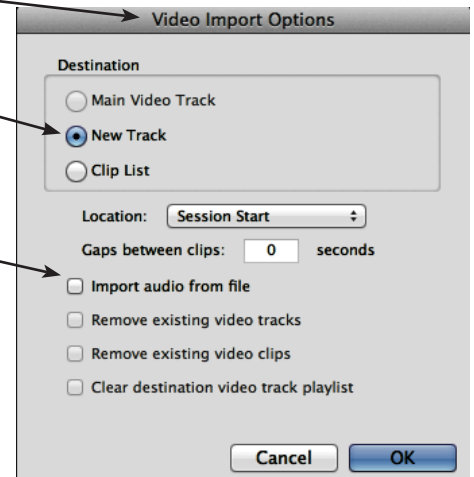 Video Import Options
Destination
Main Video Track
New Track
Clip List
Location: Session Start
Gaps between clips: 0 seconds
Import audio from file
Remove existing video tracks
Remove existing video clips
Clear destination video track playlist
Cancel OK